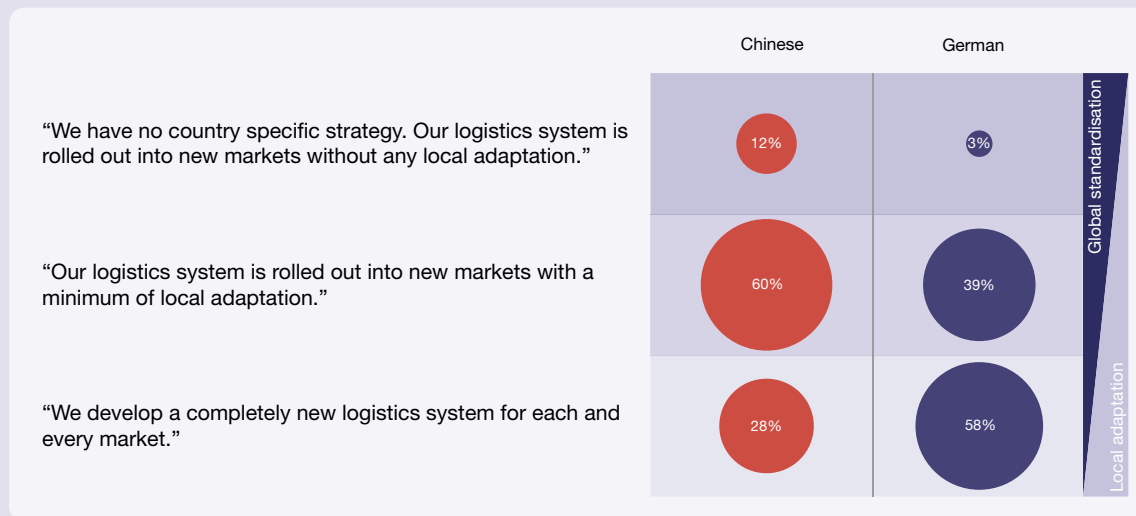 Chinese German
“We have no country specific strategy. Our logistics system is
rolled out into new markets without any local adaptation.”
12% 3%
“Our logistics system is rolled out into new markets with a
minimum of local adaptation.”
60% 39%
“We develop a completely new logistics system for each and
every market.”
28% 58%
Global standardisation
Local adaptation